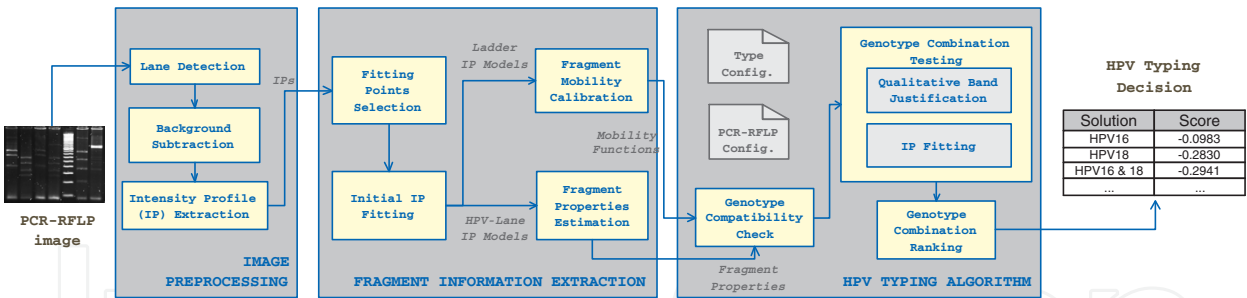 PCR-RFLP
image
Lane Detection
Background
Subtraction
Intensity Profile
(IP) Extraction
IMAGE
PREPROCESSING
IPs
Fitting
Points
Selection
Initial IP
Fitting
Ladder
IP Models
HPV-Lane
IP Models
Fragment
Mobility
Calibration
Fragment
Properties
Estimation
FRAGMENT INFORMATION EXTRACTION
Mobility
Functions
Fragment
Properties
Type
Config.
PCR-RFLP
Config.
Genotype
Compatibility
Check
Genotype Combination
Testing
Qualitative Band
Justification
IP Fitting
Genotype
Combination
Ranking
HPV TYPING ALGORITHM
HPV Typing
Decision
Solution Score
HPV16 -0.0983
HPV18 -0.2830
HPV16 & 18 -0.2941
... ...